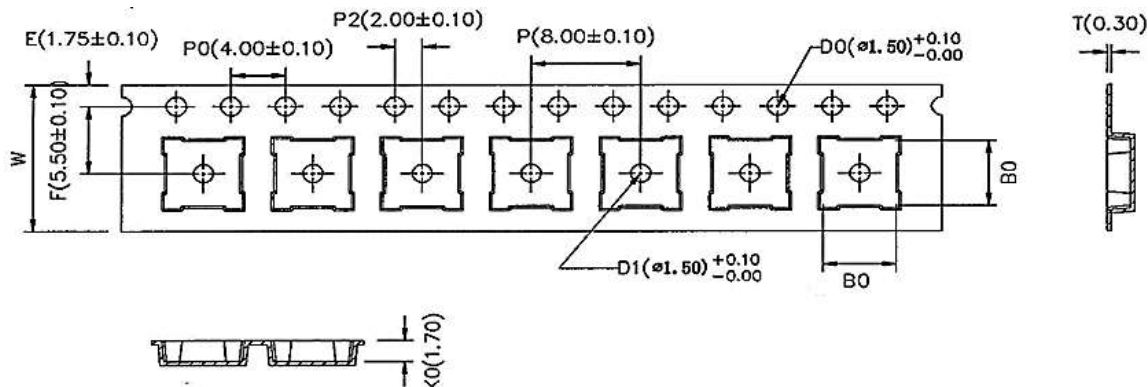 P2(2.00±0.10)
E(1.75±0.10)
P0(4.00±0.10)
P(8.00±0.10)
D0(ø1.50)+0.10
-0.00
T(0.30)
W
F(5.50±0.10)
B0
D1(ø1.50)+0.10
-0.00
B0
K0(1.70)